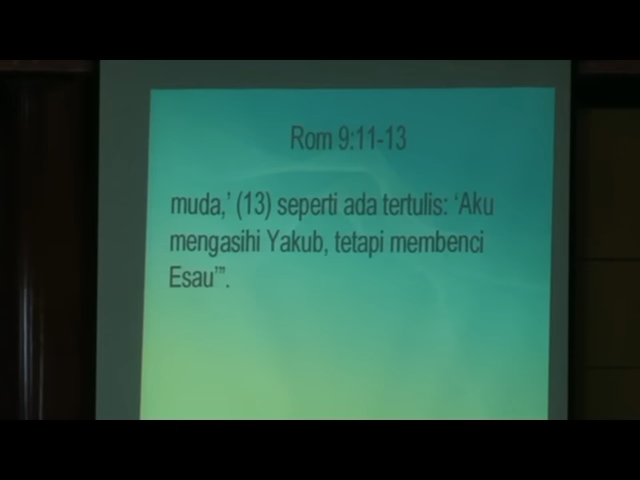 Rom 9:11-13
muda,’ (13) seperti ada tertulis: ‘Aku
mengasihi Yakub, tetapi membenci
Esau’”.